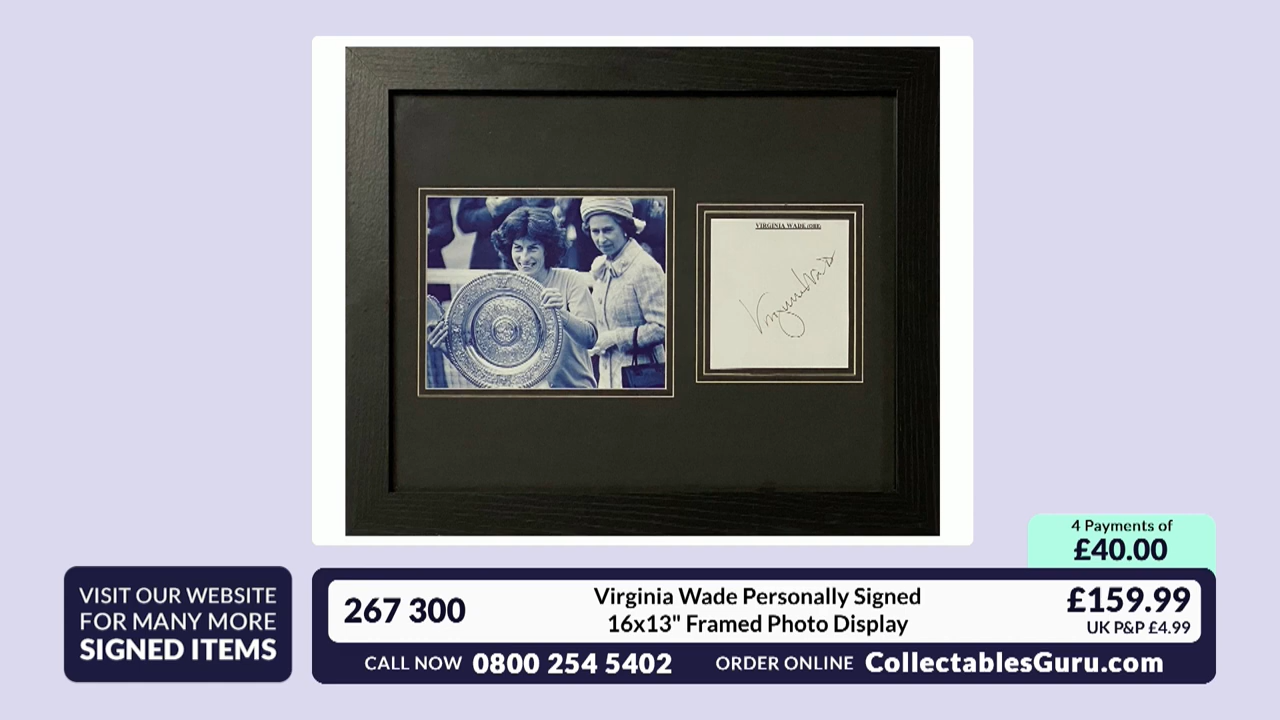 VIRGINIA WADE (OBE)
Virginia Wade
4 Payments of
£40.00
VISIT OUR WEBSITE
FOR MANY MORE
SIGNED ITEMS
267 300
Virginia Wade Personally Signed
16x13" Framed Photo Display
£159.99
UK P&P £4.99
CALL NOW 0800 254 5402
ORDER ONLINE CollectablesGuru.com